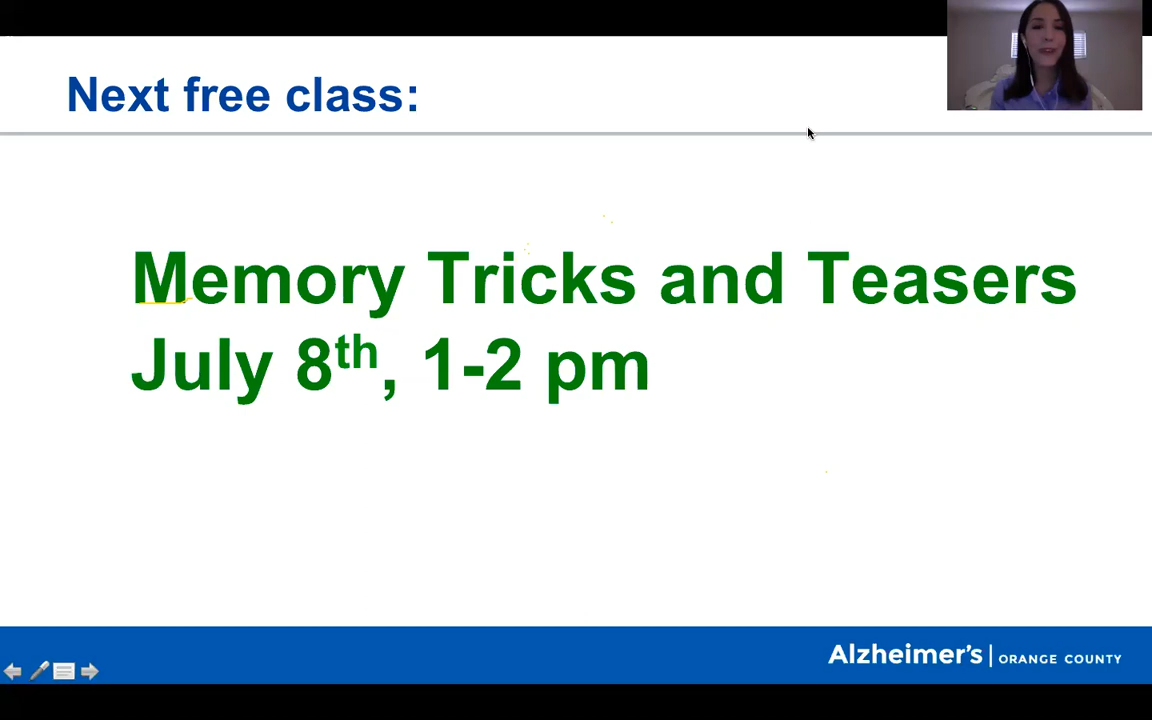 Next free class:
Memory Tricks and Teasers
July 8th, 1-2 pm
Alzheimer's | ORANGE COUNTY